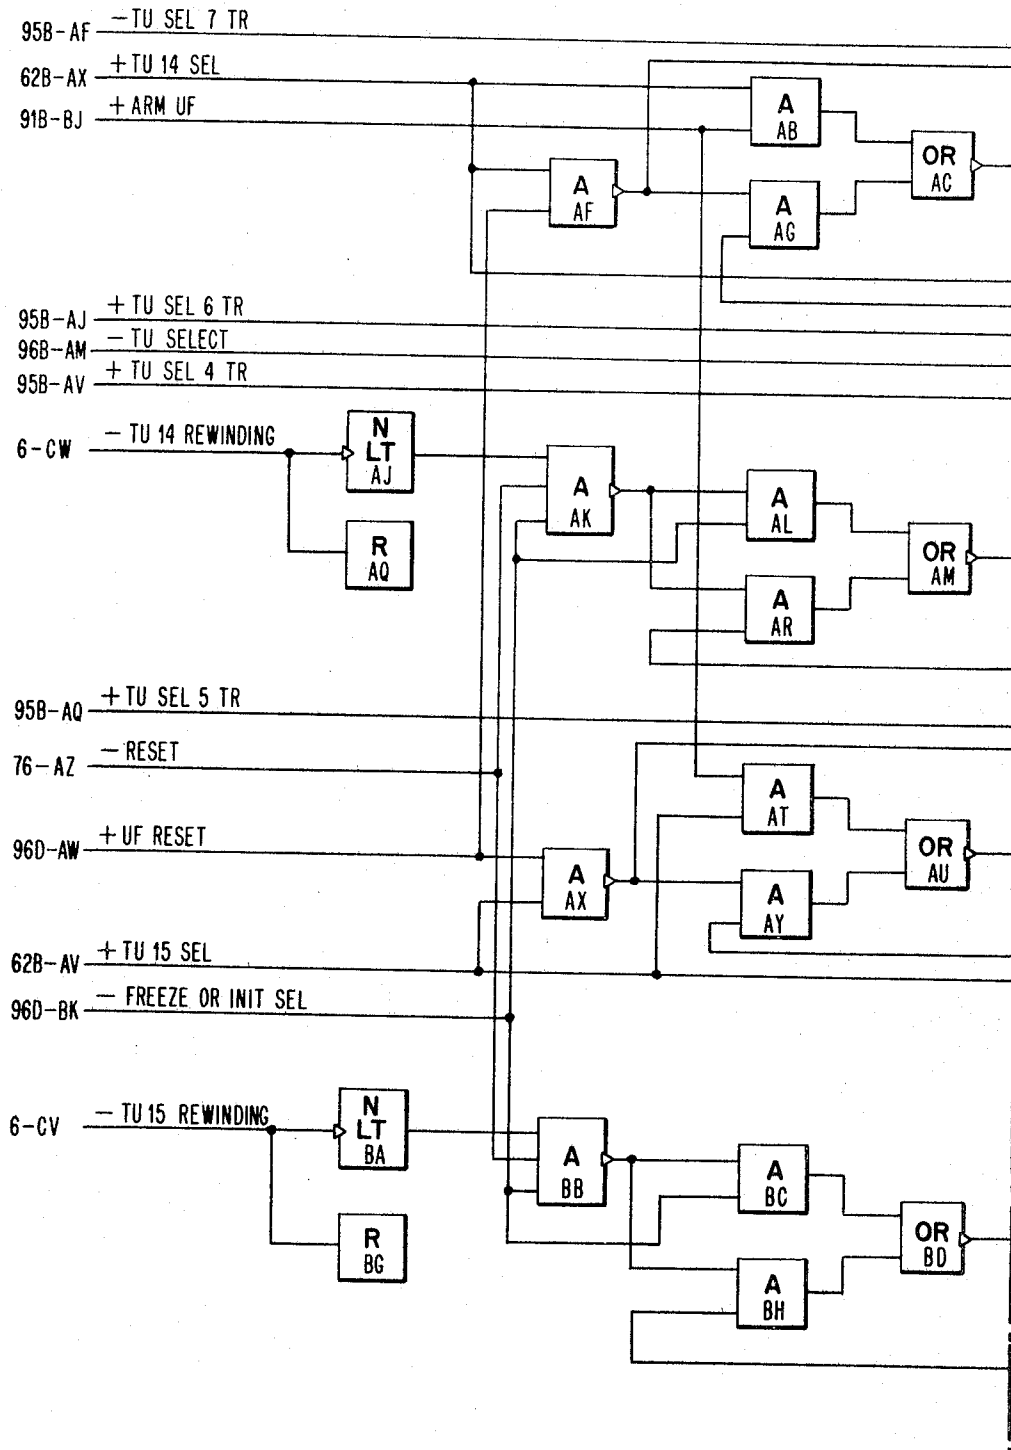 95B-AF — TU SEL 7 TR
62B-AX + TU 14 SEL
91B-BJ + ARM UF
A
AB
OR
AC
A
AF
A
AG
95B-AJ + TU SEL 6 TR
96B-AM — TU SELECT
95B-AV + TU SEL 4 TR
6-CW — TU 14 REWINDING
N
LT
AJ
A
AK
A
AL
R
AQ
OR
AM
A
AR
95B-AQ + TU SEL 5 TR
76-AZ — RESET
A
AT
96D-AW + UF RESET
OR
AU
A
AX
A
AY
62B-AV + TU 15 SEL
96D-BK — FREEZE OR INIT SEL
6-CV — TU 15 REWINDING
N
LT
BA
A
BB
A
BC
R
BG
OR
BD
A
BH